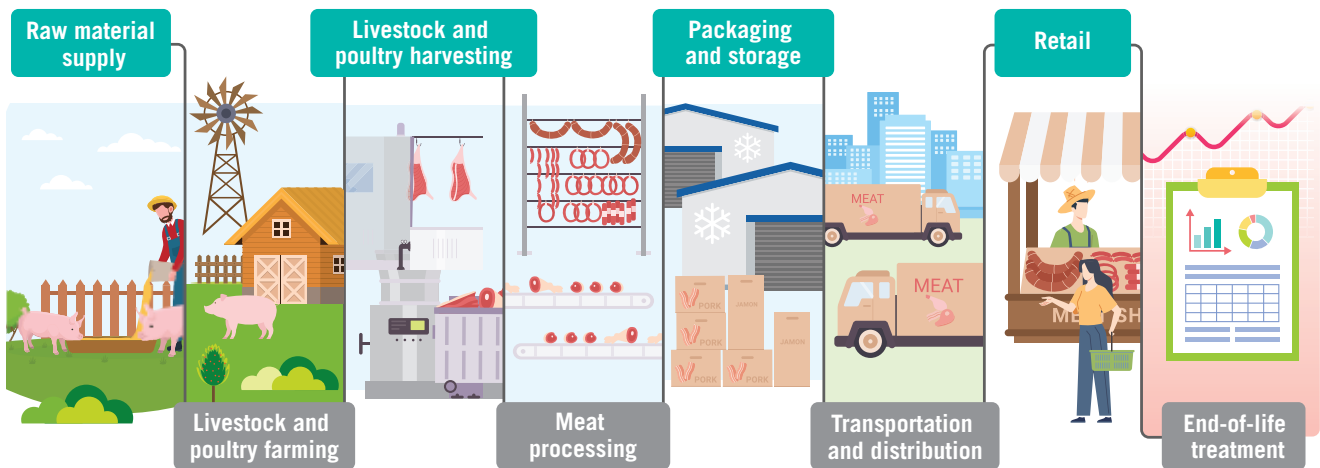 Raw material
supply
Livestock and
poultry harvesting
Packaging
and storage
Retail
MEAT
MEAT
PORK
JAMON
PORK
JAMON
PORK
PORK
Livestock and
poultry farming
Meat
processing
Transportation
and distribution
End-of-life
treatment